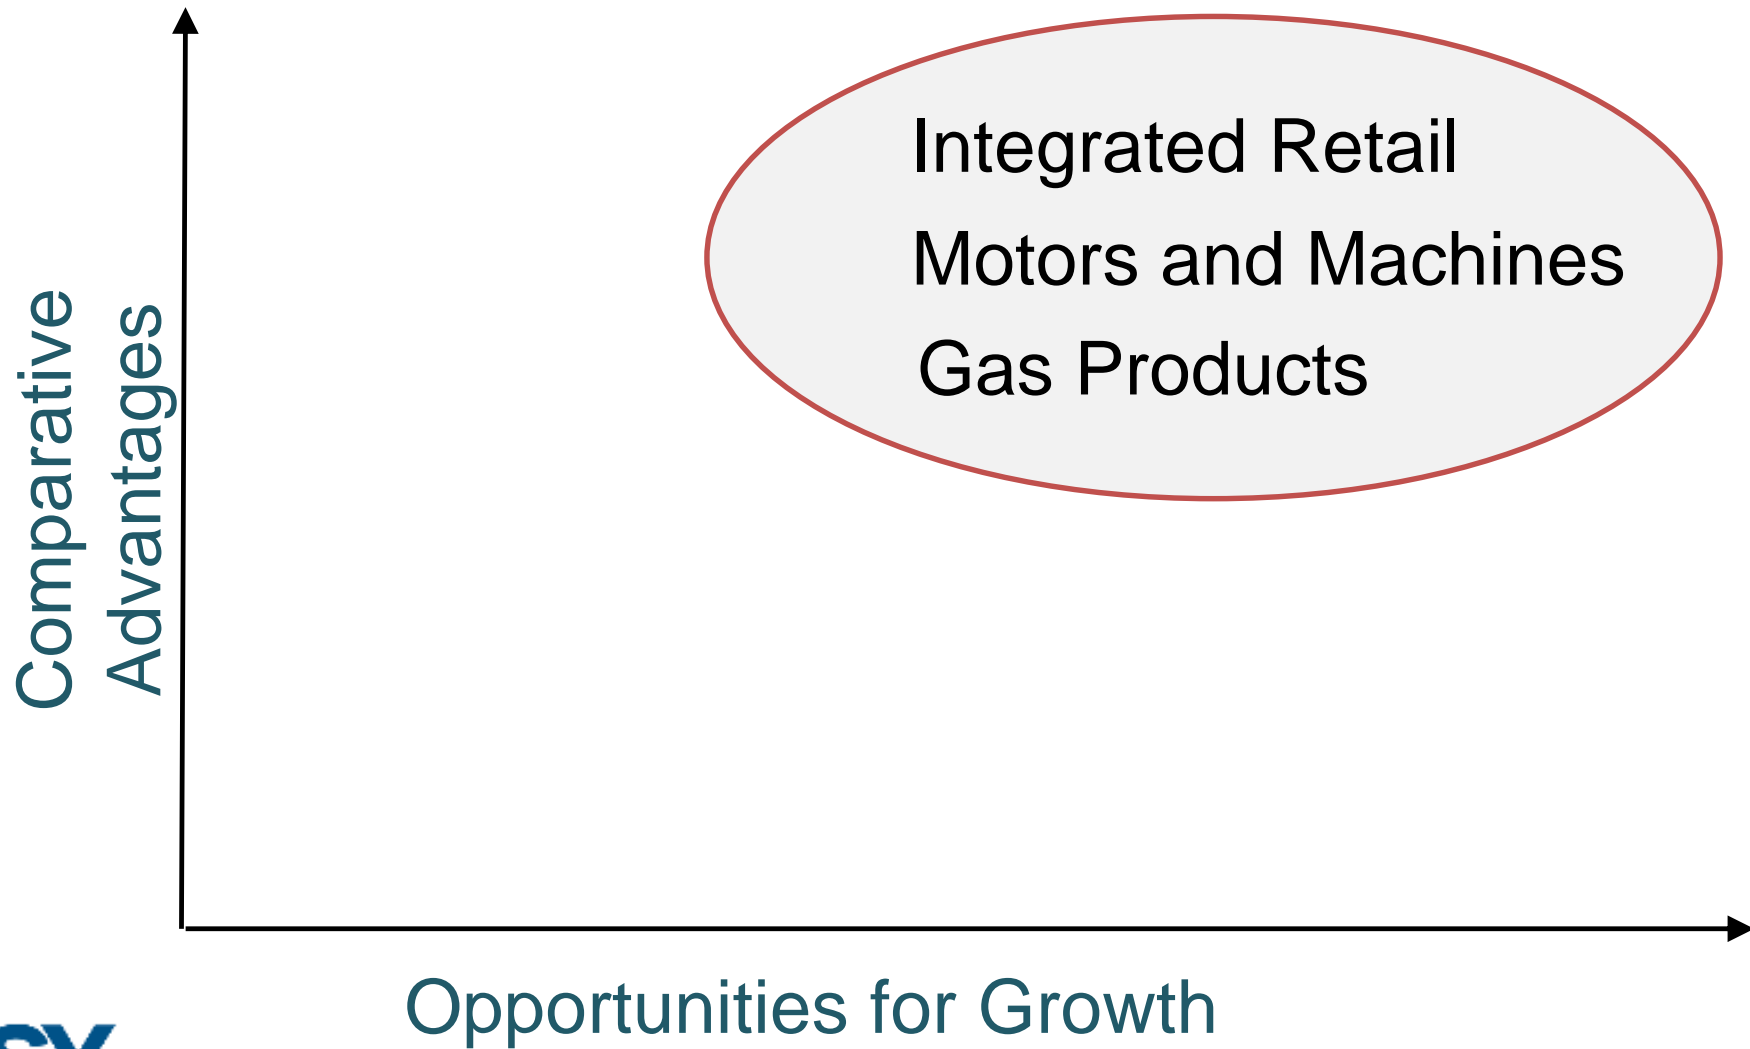 Integrated Retail
Motors and Machines
Gas Products
Comparative
Advantages
Opportunities for Growth